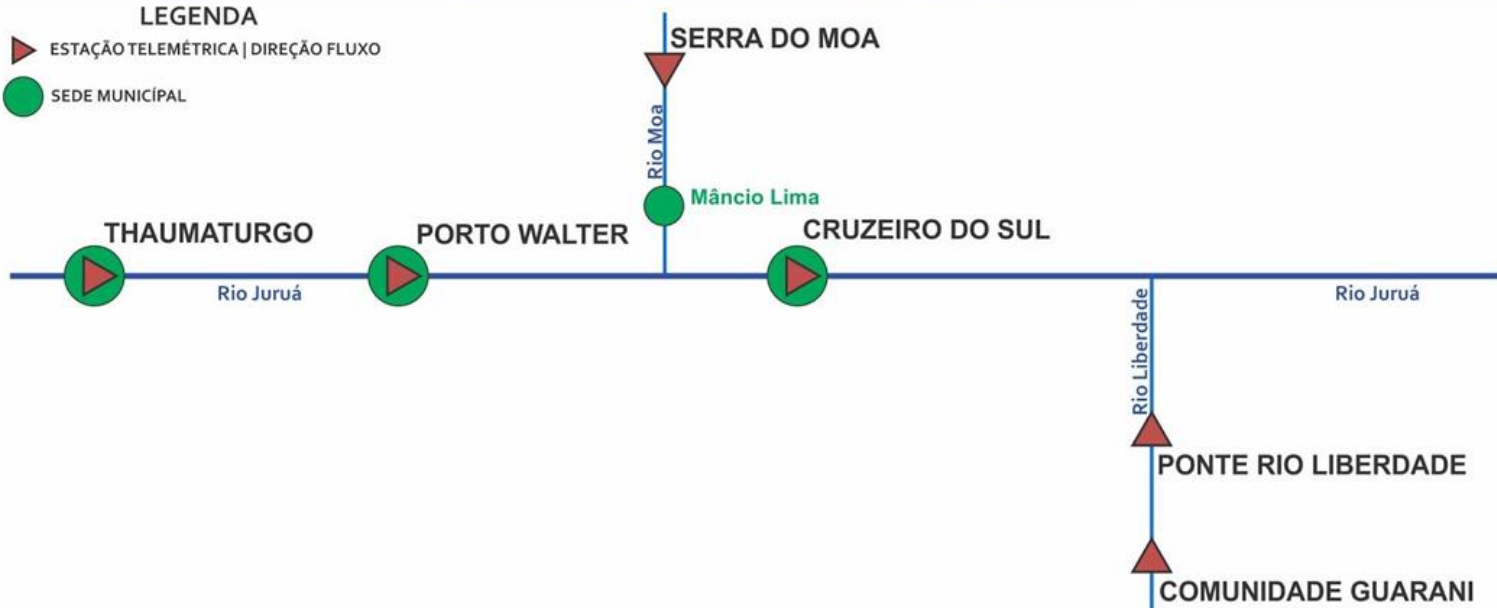 LEGENDA
ESTAÇÃO TELEMÉTRICA | DIREÇÃO FLUXO
SEDE MUNICÍPAL
SERRA DO MOA
Rio Moa
Mâncio Lima
THAUMATURGO
PORTO WALTER
CRUZEIRO DO SUL
Rio Juruá
Rio Juruá
Rio Liberdade
PONTE RIO LIBERDADE
COMUNIDADE GUARANI